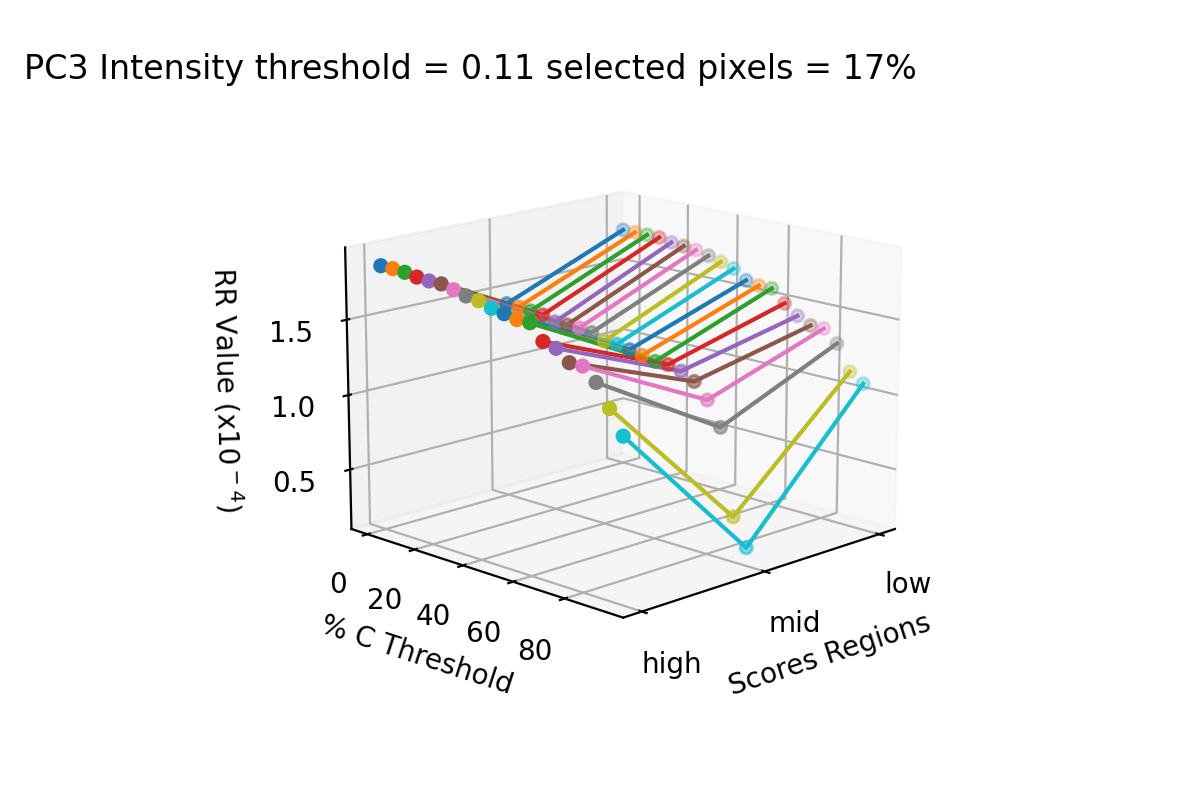 PC3 Intensity threshold = 0.11 selected pixels = 17%
RR Value (x10⁻⁴)
1.5
1.0
0.5
0
20
40
60
80
% C Threshold
high
mid
low
Scores Regions